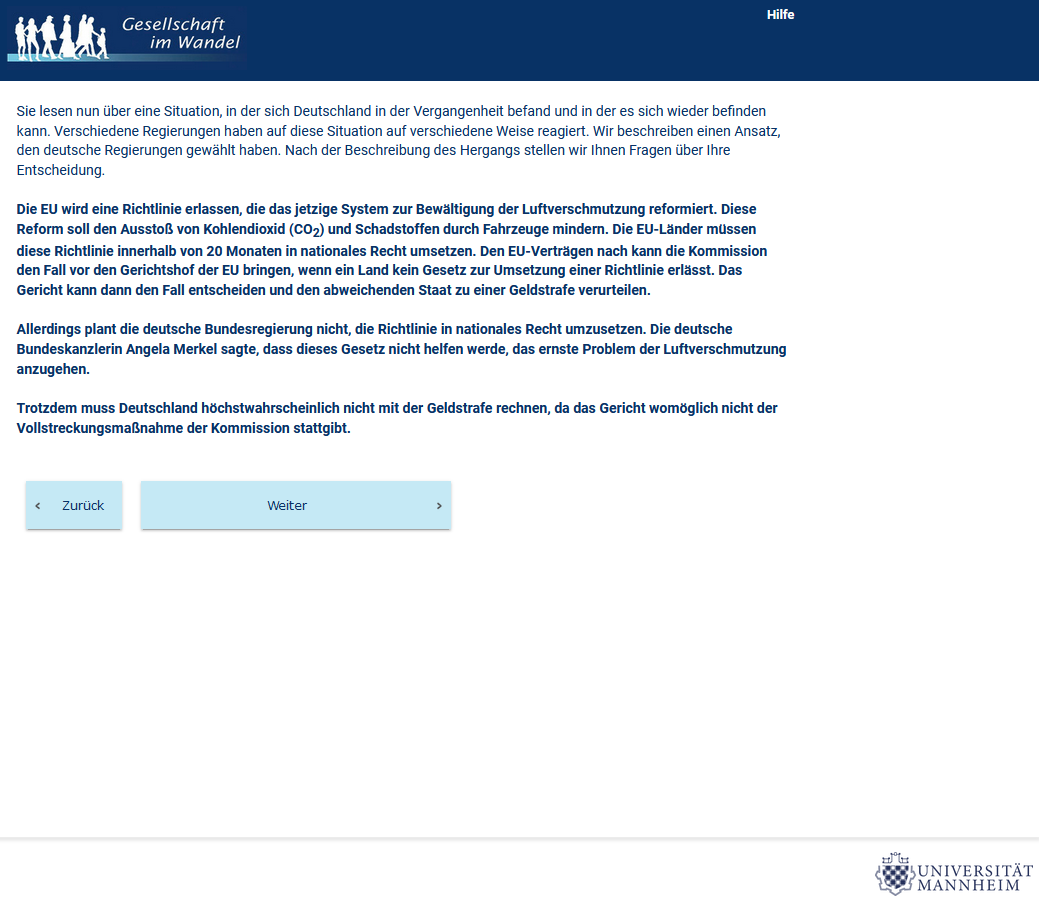 Gesellschaft
im Wandel
Hilfe
Sie lesen nun über eine Situation, in der sich Deutschland in der Vergangenheit befand und in der es sich wieder befinden
kann. Verschiedene Regierungen haben auf diese Situation auf verschiedene Weise reagiert. Wir beschreiben einen Ansatz,
den deutsche Regierungen gewählt haben. Nach der Beschreibung des Hergangs stellen wir Ihnen Fragen über Ihre
Entscheidung.
Die EU wird eine Richtlinie erlassen, die das jetzige System zur Bewältigung der Luftverschmutzung reformiert. Diese
Reform soll den Ausstoß von Kohlendioxid (CO2) und Schadstoffen durch Fahrzeuge mindern. Die EU-Länder müssen
diese Richtlinie innerhalb von 20 Monaten in nationales Recht umsetzen. Den EU-Verträgen nach kann die Kommission
den Fall vor den Gerichtshof der EU bringen, wenn ein Land kein Gesetz zur Umsetzung einer Richtlinie erlässt. Das
Gericht kann dann den Fall entscheiden und den abweichenden Staat zu einer Geldstrafe verurteilen.
Allerdings plant die deutsche Bundesregierung nicht, die Richtlinie in nationales Recht umzusetzen. Die deutsche
Bundeskanzlerin Angela Merkel sagte, dass dieses Gesetz nicht helfen werde, das ernste Problem der Luftverschmutzung
anzugehen.
Trotzdem muss Deutschland höchstwahrscheinlich nicht mit der Geldstrafe rechnen, da das Gericht womöglich nicht der
Vollstreckungsmaßnahme der Kommission stattgibt.
‹ Zurück
Weiter ›
UNIVERSITÄT
MANNHEIM